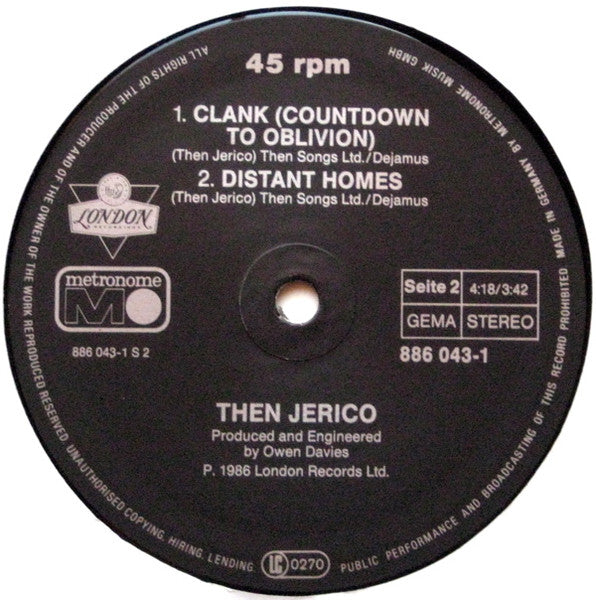 45 rpm
1. CLANK (COUNTDOWN
TO OBLIVION)
(Then Jerico) Then Songs Ltd./Dejamus
2. DISTANT HOMES
(Then Jerico) Then Songs Ltd./Dejamus
LONDON
RECORDINGS
metronome
886 043-1 S 2
Seite 2 4:18/3:42
GEMA STEREO
886 043-1
THEN JERICO
Produced and Engineered
by Owen Davies
P. 1986 London Records Ltd.
ALL RIGHTS OF THE PRODUCER AND OF THE OWNER OF THE WORK REPRODUCED RESERVED. UNAUTHORISED COPYING, HIRING, LENDING LC 0270 PUBLIC PERFORMANCE AND BROADCASTING OF THIS RECORD PROHIBITED MADE IN GERMANY BY METRONOME MUSIK GMBH